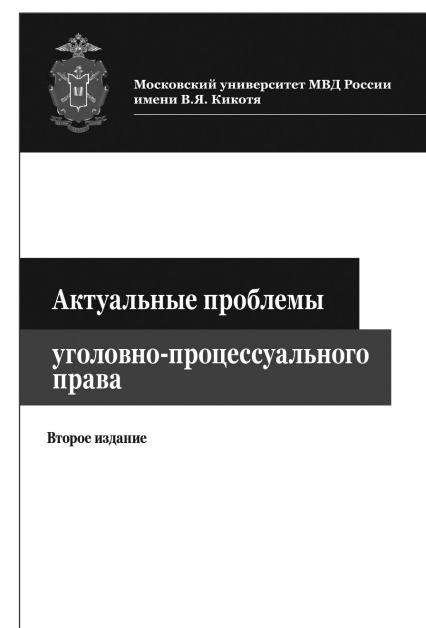 Московский университет МВД России
имени В.Я. Кикотя
Актуальные проблемы
уголовно-процессуального
права
Второе издание